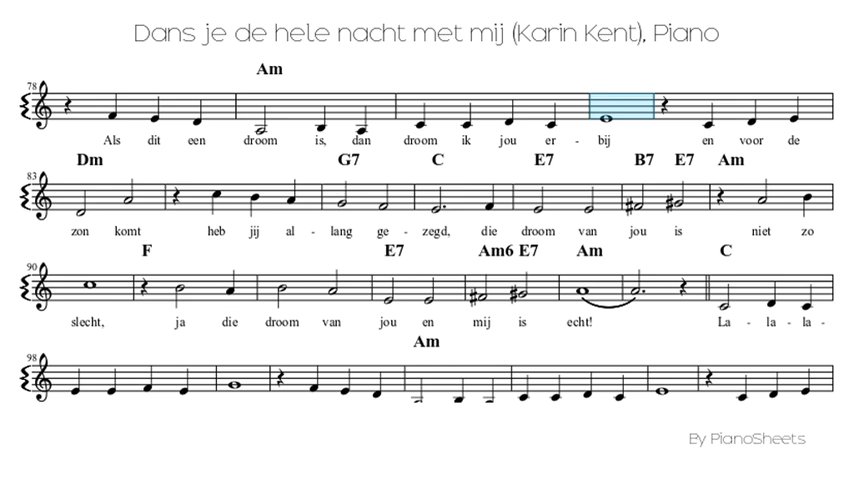 Dans je de hele nacht met mij (Karin Kent), Piano
Am
78
Als dit een droom is, dan droom ik jou er - bij en voor de
Dm G7 C E7 B7 E7 Am
83
zon komt heb jij al - lang ge - zegd, die droom van jou is niet zo
F E7 Am6 E7 Am C
90
slecht, ja die droom van jou en mij is echt! La - la - la -
Am
98
By PianoSheets